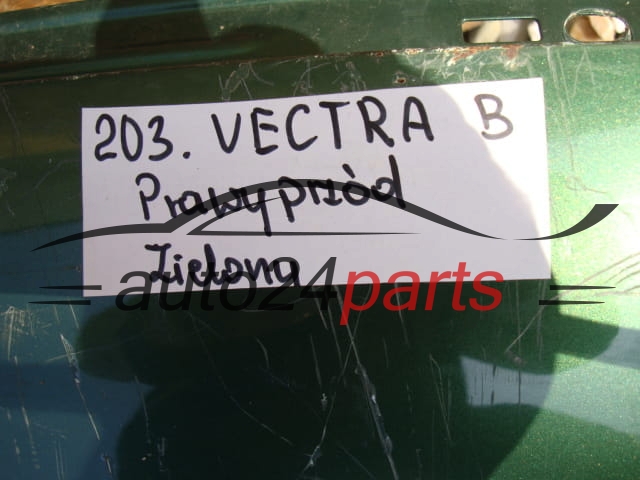 203. VECTRA B
Prawy przód
Zielona
auto24parts